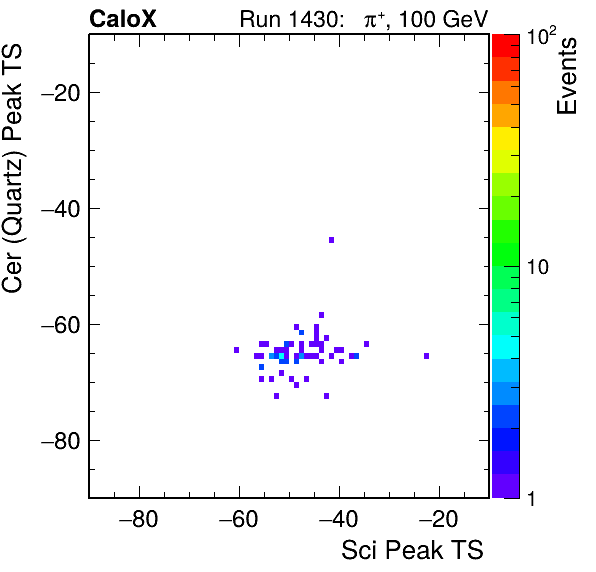 CaloX Run 1430: π⁺, 100 GeV
Cer (Quartz) Peak TS
−20
−40
−60
−80
−80 −60 −40 −20
Sci Peak TS
10²
10
1
Events